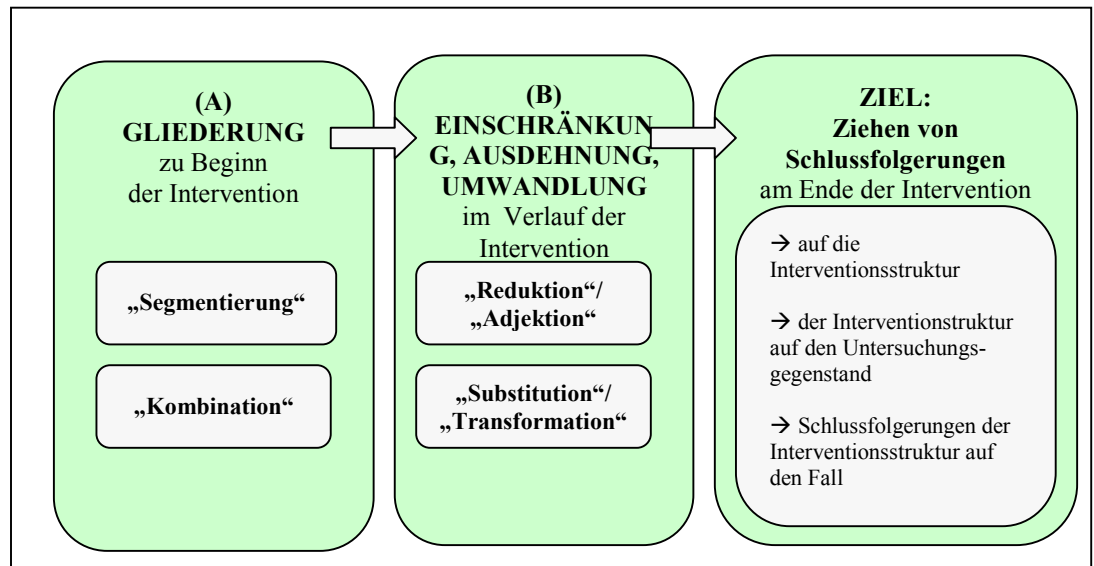 (A)
GLIEDERUNG
zu Beginn
der Intervention
„Segmentierung“
„Kombination“
(B)
EINSCHRÄNKUN
G, AUSDEHNUNG,
UMWANDLUNG
im Verlauf der
Intervention
„Reduktion“/
„Adjektion“
„Substitution“/
„Transformation“
ZIEL:
Ziehen von
Schlussfolgerungen
am Ende der Intervention
→ auf die
Interventionsstruktur
→ der Interventionstruktur
auf den Untersuchungs-
gegenstand
→ Schlussfolgerungen der
Interventionsstruktur auf
den Fall